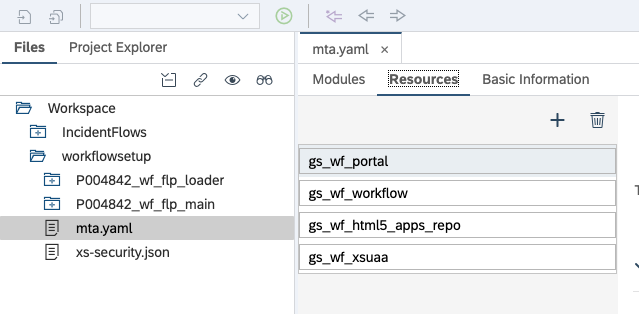 mta.yaml ×
Files Project Explorer
Modules Resources Basic Information
Workspace
IncidentFlows
workflowsetup
P004842_wf_flp_loader
P004842_wf_flp_main
mta.yaml
xs-security.json
gs_wf_portal
gs_wf_workflow
gs_wf_html5_apps_repo
gs_wf_xsuaa